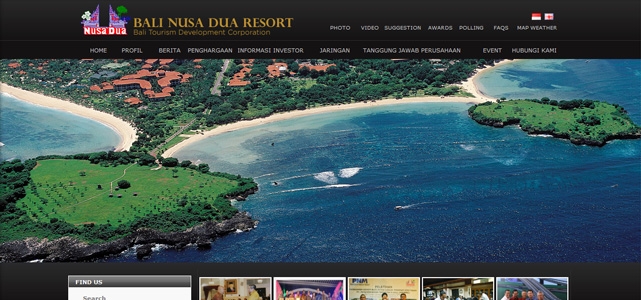 NUSA DUA
BALI NUSA DUA RESORT
Bali Tourism Development Corporation
PHOTO VIDEO SUGGESTION AWARDS POLLING FAQS MAP WEATHER
HOME PROFIL BERITA PENGHARGAAN INFORMASI INVESTOR JARINGAN TANGGUNG JAWAB PERUSAHAAN EVENT HUBUNGI KAMI
FIND US
Search